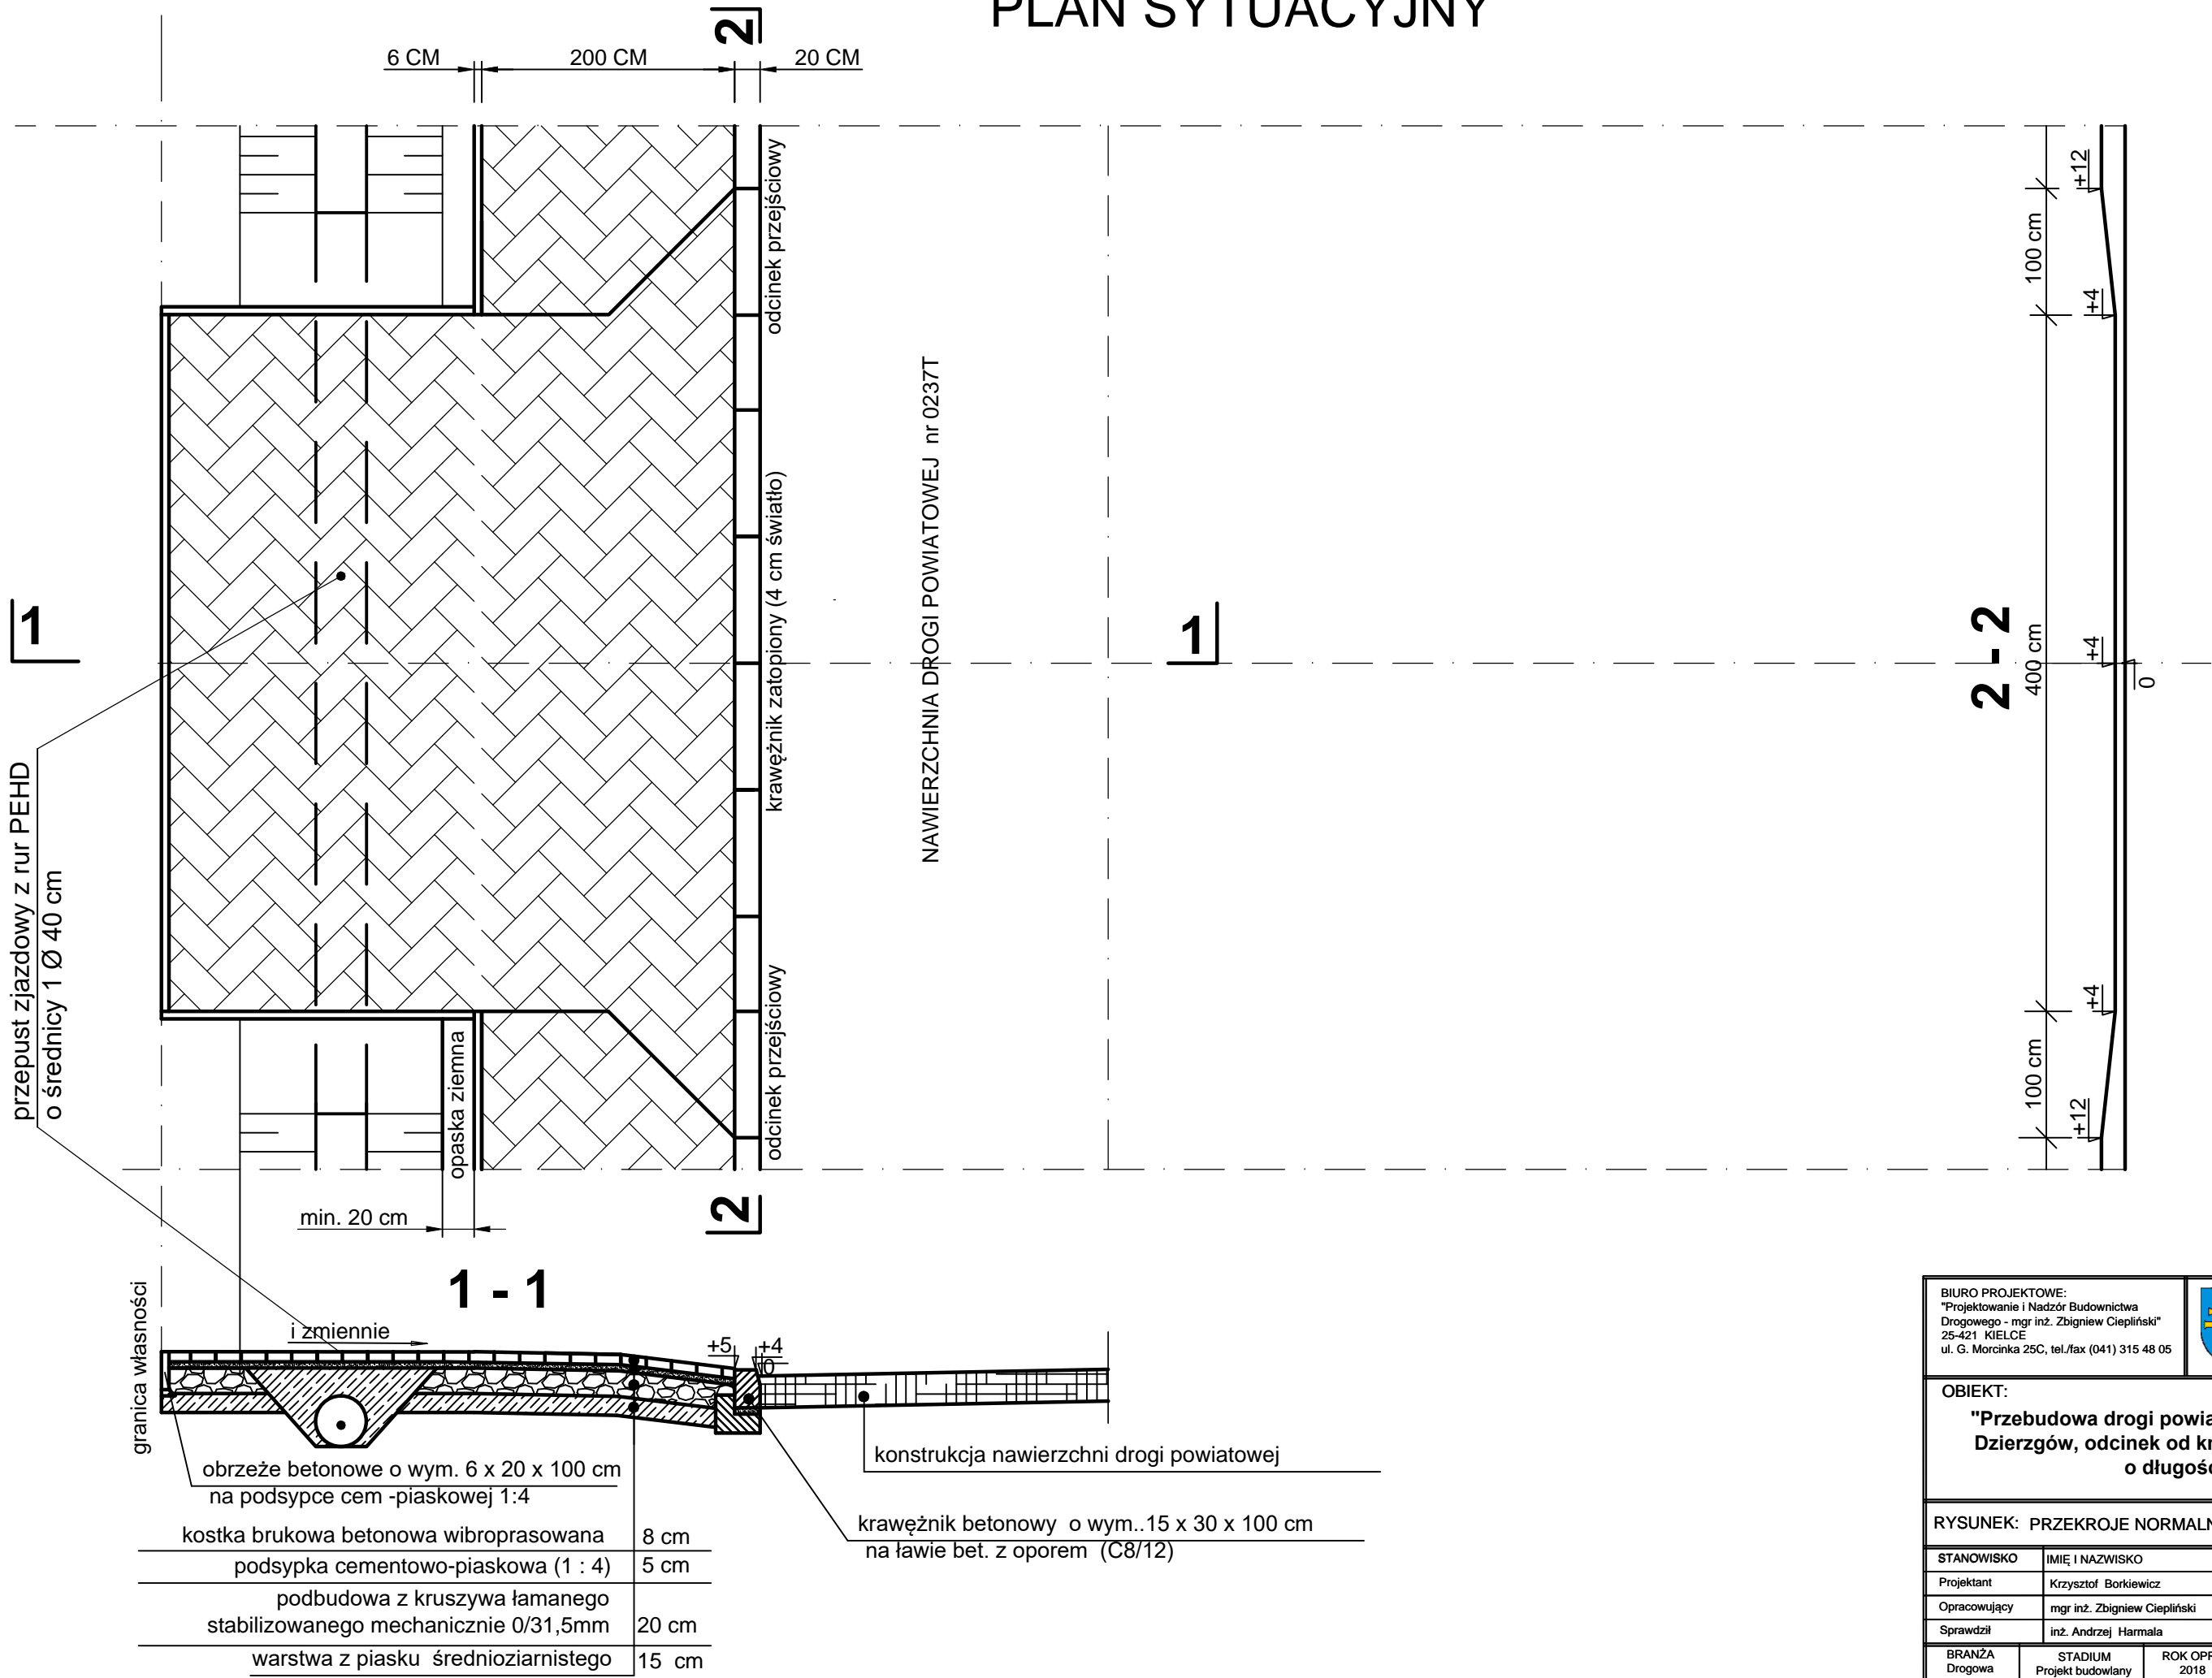 PLAN SYTUACYJNY
2
6 CM
200 CM
20 CM
odcinek przejściowy
krawężnik zatopiony (4 cm światło)
odcinek przejściowy
NAWIERZCHNIA DROGI POWIATOWEJ nr 0237T
1
1
2 - 2
+12
100 cm
+4
400 cm
+4
0
+4
100 cm
+12
przepust zjazdowy z rur PEHD
o średnicy 1 Ø 40 cm
opaska ziemna
min. 20 cm
2
1 - 1
granica własności
i zmiennie
+5
+4
0
obrzeże betonowe o wym. 6 x 20 x 100 cm
na podsypce cem -piaskowej 1:4
konstrukcja nawierzchni drogi powiatowej
krawężnik betonowy o wym..15 x 30 x 100 cm
na ławie bet. z oporem (C8/12)
kostka brukowa betonowa wibroprasowana 8 cm
podsypka cementowo-piaskowa (1 : 4) 5 cm
podbudowa z kruszywa łamanego
stabilizowanego mechanicznie 0/31,5mm 20 cm
warstwa z piasku średnioziarnistego 15 cm
BIURO PROJEKTOWE:
"Projektowanie i Nadzór Budownictwa
Drogowego - mgr inż. Zbigniew Ciepliński"
25-421 KIELCE
ul. G. Morcinka 25C, tel./fax (041) 315 48 05
OBIEKT:
"Przebudowa drogi
Dzierzgów, odcinek od
o
RYSUNEK: PRZEKROJE
STANOWISKO IMIĘ I NAZWISKO
Projektant Krzysztof Borkiewicz
Opracowujący mgr inż. Zbigniew Ciepliński
Sprawdził inż. Andrzej Harmala
BRANŻA STADIUM ROK
Drogowa Projekt budowlany 2018